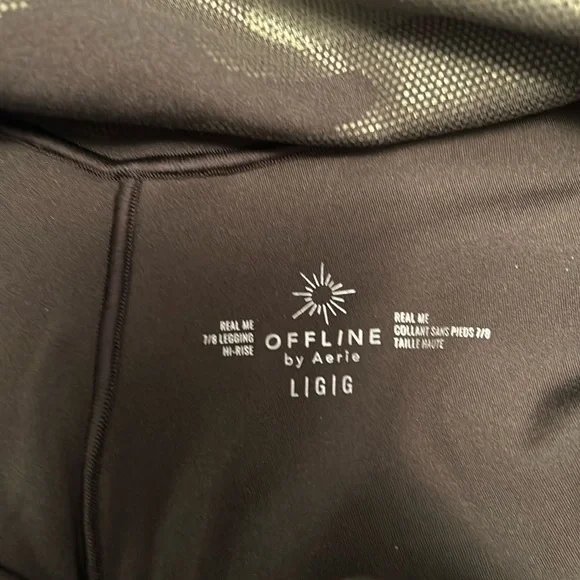 REAL ME
7/8 LEGGING
HI-RISE
OFFLINE
by Aerie
L|G|G
REAL ME
COLLANT SANS PIEDS 7/8
TAILLE HAUTE